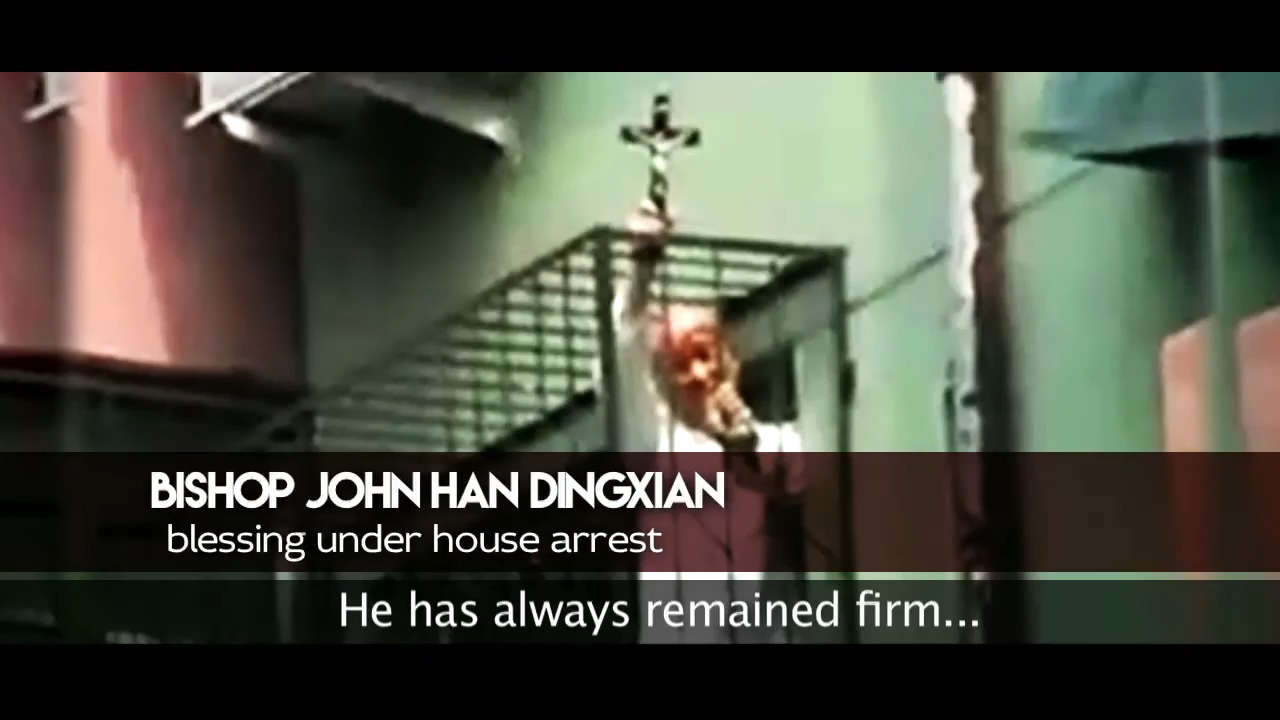 BISHOP JOHN HAN DINGXIAN
blessing under house arrest
He has always remained firm...